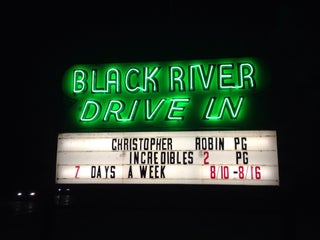 BLACK RIVER
DRIVE IN
CHRISTOPHER ROBIN PG
INCREDIBLES 2 PG
7 DAYS A WEEK 8/10-8/16